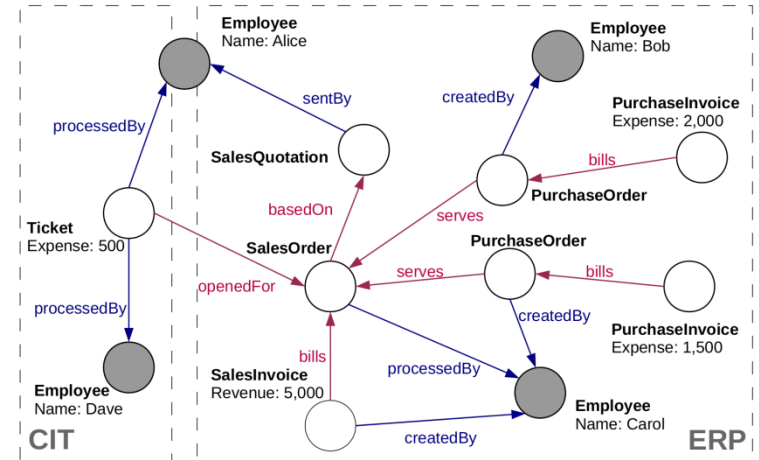 Employee
Name: Alice
Employee
Name: Bob
sentBy
createdBy
PurchaseInvoice
Expense: 2,000
processedBy
SalesQuotation
bills
PurchaseOrder
basedOn
serves
Ticket
Expense: 500
SalesOrder
PurchaseOrder
openedFor
serves
bills
processedBy
createdBy
PurchaseInvoice
Expense: 1,500
bills
processedBy
SalesInvoice
Revenue: 5,000
Employee
Name: Dave
Employee
Name: Carol
createdBy
CIT
ERP